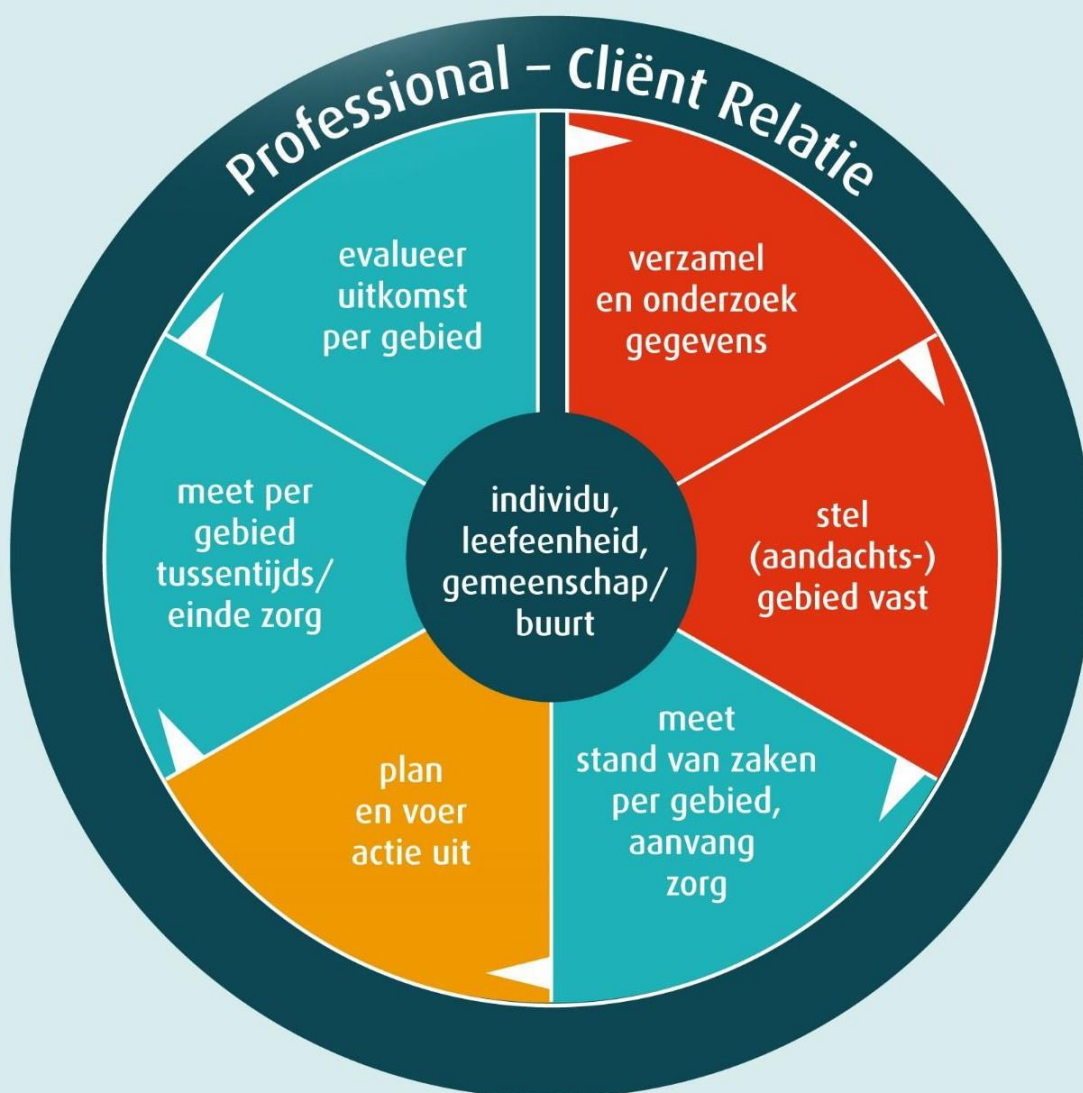 Professional – Cliënt Relatie
verzamel
en onderzoek
gegevens
stel
(aandachts-)
gebied vast
meet
stand van zaken
per gebied,
aanvang
zorg
plan
en voer
actie uit
meet per
gebied
tussentijds/
einde zorg
evalueer
uitkomst
per gebied
individu,
leefeenheid,
gemeenschap/
buurt